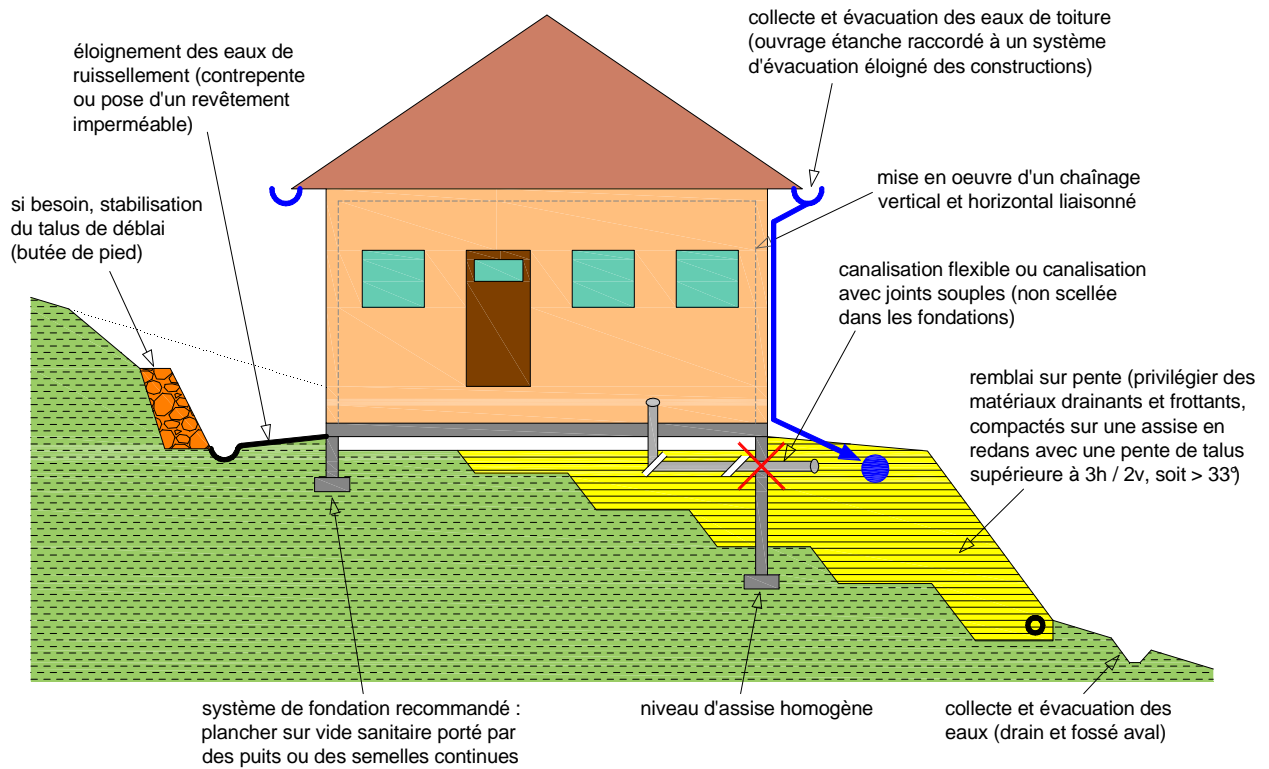 collecte et évacuation des eaux de toiture
(ouvrage étanche raccordé à un système
d'évacuation éloigné des constructions)
éloignement des eaux de
ruissellement (contrepente
ou pose d'un revêtement
imperméable)
mise en oeuvre d'un chaînage
vertical et horizontal liaisonné
si besoin, stabilisation
du talus de déblai
(butée de pied)
canalisation flexible ou canalisation
avec joints souples (non scellée
dans les fondations)
remblai sur pente (privilégier des
matériaux drainants et frottants,
compactés sur une assise en
redans avec une pente de talus
supérieure à 3h / 2v, soit > 33°)
système de fondation recommandé :
plancher sur vide sanitaire porté par
des puits ou des semelles continues
niveau d'assise homogène
collecte et évacuation des
eaux (drain et fossé aval)